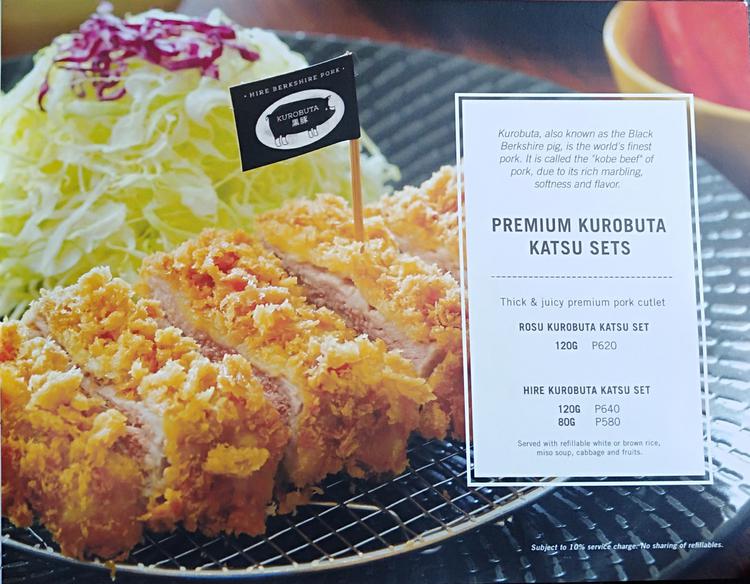 • HIRE BERKSHIRE PORK •
KUROBUTA
黒豚
Kurobuta, also known as the Black
Berkshire pig, is the world's finest
pork. It is called the "kobe beef" of
pork, due to its rich marbling,
softness and flavor.
PREMIUM KUROBUTA
KATSU SETS
Thick & juicy premium pork cutlet
ROSU KUROBUTA KATSU SET
120G P620
HIRE KUROBUTA KATSU SET
120G P640
80G P580
Served with refillable white or brown rice,
miso soup, cabbage and fruits.
Subject to 10% service charge. No sharing of refillables.